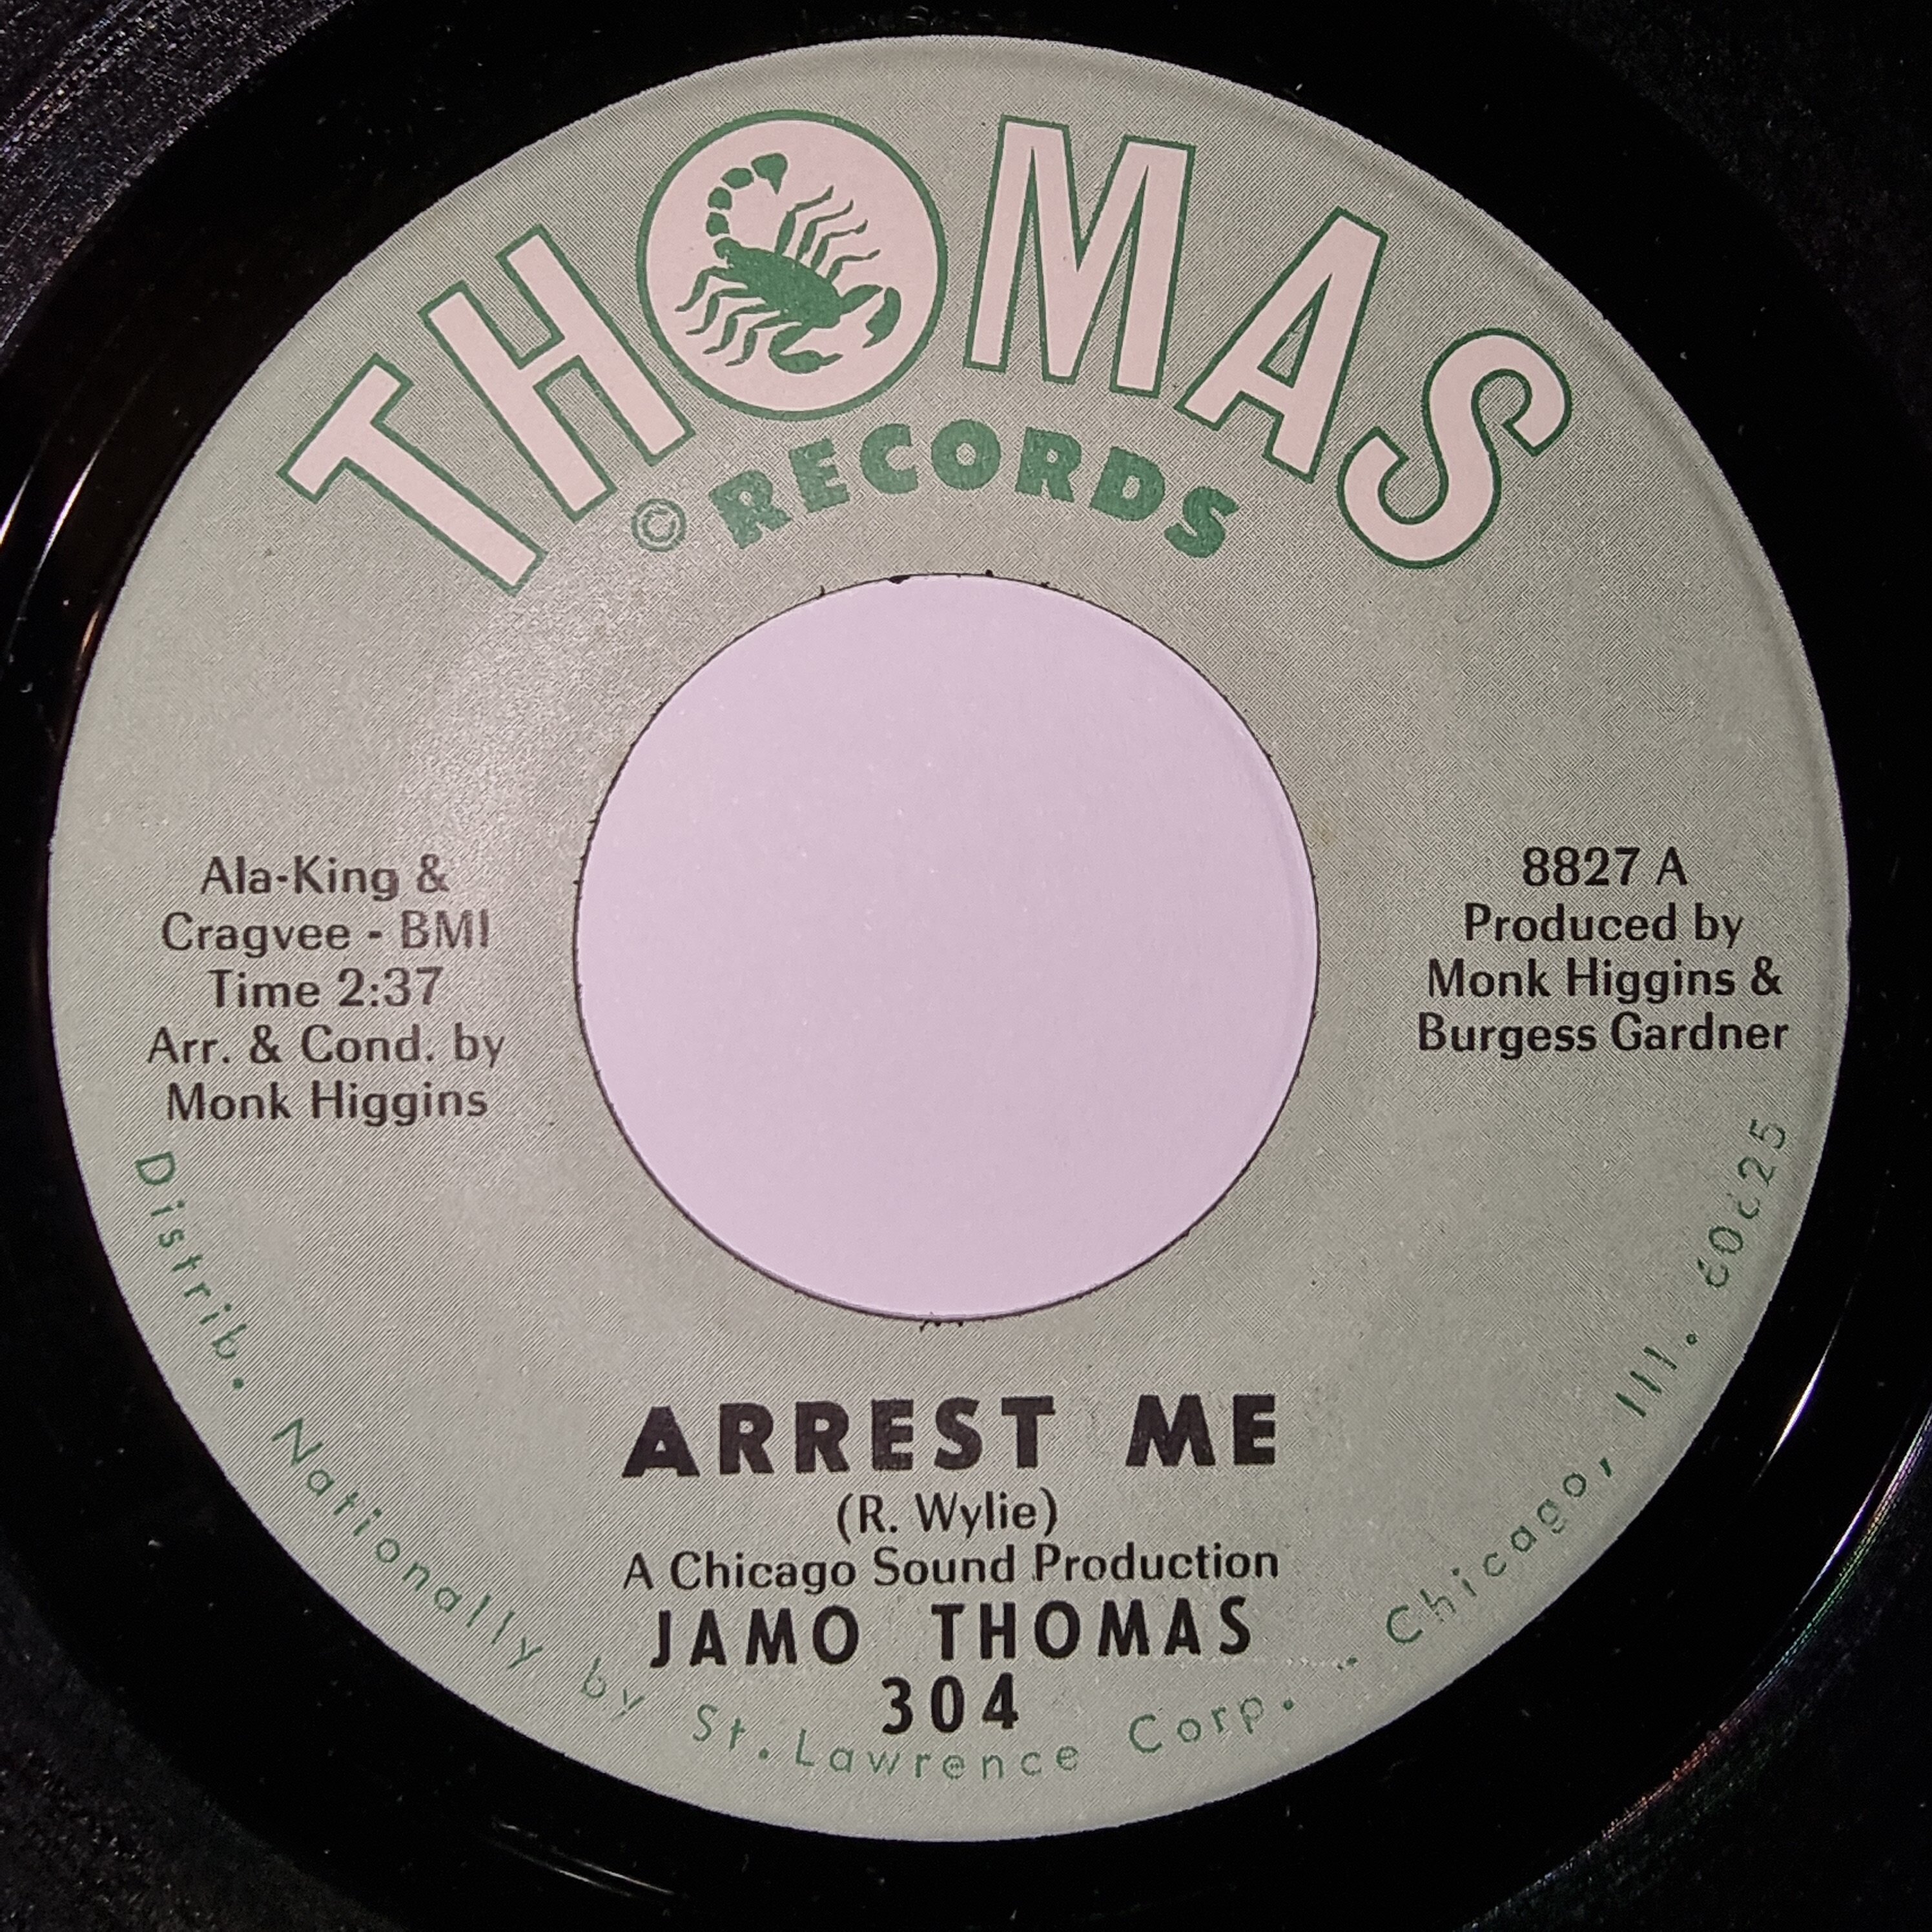 THOMAS
© RECORDS
Ala-King &
Cragvee - BMI
Time 2:37
Arr. & Cond. by
Monk Higgins
8827 A
Produced by
Monk Higgins &
Burgess Gardner
ARREST ME
(R. Wylie)
A Chicago Sound Production
JAMO THOMAS
304
Distrib. Nationally by St. Lawrence Corp. - Chicago, Ill. 60625